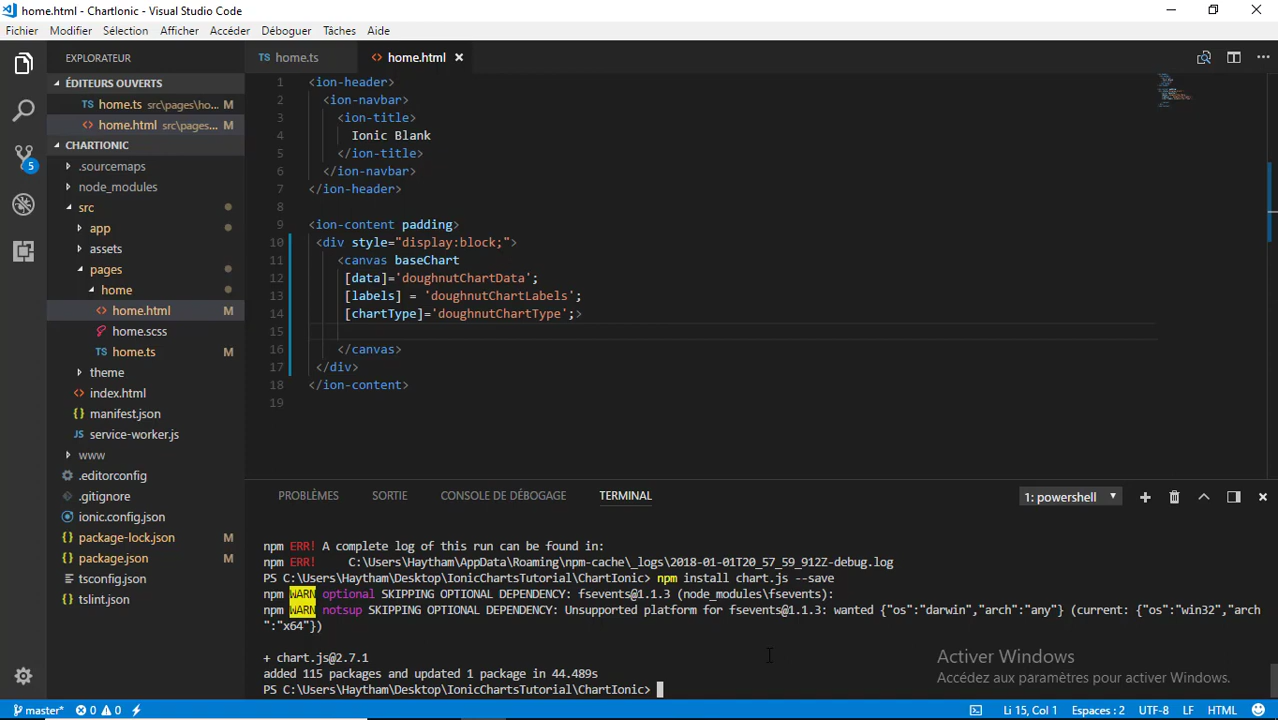 home.html - ChartIonic - Visual Studio Code
Fichier Modifier Sélection Afficher Accéder Déboguer Tâches Aide
EXPLORATEUR
ÉDITEURS OUVERTS
TS home.ts src\pages\ho... M
<> home.html src\pages... M
CHARTIONIC
.sourcemaps
node_modules
src
app
assets
pages
home
<> home.html M
home.scss
TS home.ts M
theme
<> index.html
{} manifest.json
JS service-worker.js
www
.editorconfig
.gitignore
ionic.config.json
{} package-lock.json M
{} package.json M
tsconfig.json
{} tslint.json
5
TS home.ts <> home.html ×
1 <ion-header>
2 <ion-navbar>
3 <ion-title>
4 Ionic Blank
5 </ion-title>
6 </ion-navbar>
7 </ion-header>
8
9 <ion-content padding>
10 <div style="display:block;">
11 <canvas baseChart
12 [data]='doughnutChartData';
13 [labels] = 'doughnutChartLabels';
14 [chartType]='doughnutChartType';>
15
16 </canvas>
17 </div>
18 </ion-content>
19
PROBLÈMES SORTIE CONSOLE DE DÉBOGAGE TERMINAL 1: powershell
npm ERR! A complete log of this run can be found in:
npm ERR! C:\Users\Haytham\AppData\Roaming\npm-cache\_logs\2018-01-01T20_57_59_912Z-debug.log
PS C:\Users\Haytham\Desktop\IonicChartsTutorial\ChartIonic> npm install chart.js --save
npm WARN optional SKIPPING OPTIONAL DEPENDENCY: fsevents@1.1.3 (node_modules\fsevents):
npm WARN notsup SKIPPING OPTIONAL DEPENDENCY: Unsupported platform for fsevents@1.1.3: wanted {"os":"darwin","arch":"any"} (current: {"os":"win32","arch
":"x64"})
+ chart.js@2.7.1
added 115 packages and updated 1 package in 44.489s
PS C:\Users\Haytham\Desktop\IonicChartsTutorial\ChartIonic>
Activer Windows
Accédez aux paramètres pour activer Windows.
master* 0 0 Li 15, Col 1 Espaces : 2 UTF-8 LF HTML